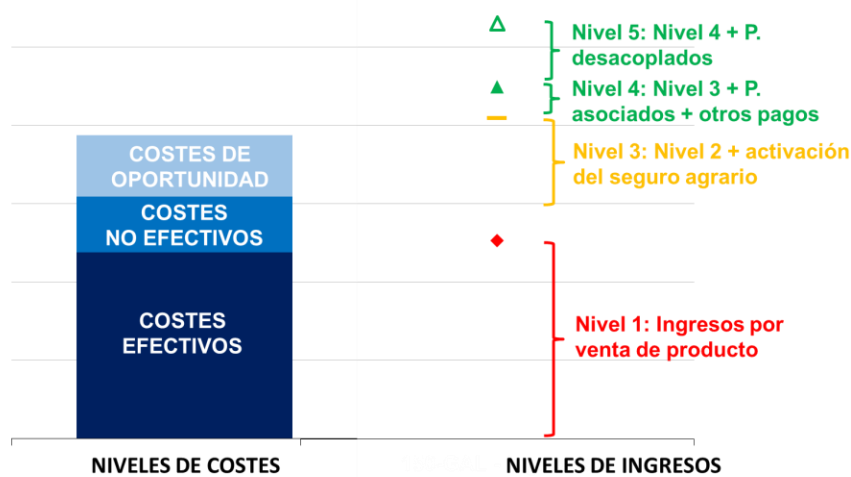 Nivel 5: Nivel 4 + P.
desacoplados
Nivel 4: Nivel 3 + P.
asociados + otros pagos
COSTES DE
OPORTUNIDAD
Nivel 3: Nivel 2 + activación
del seguro agrario
COSTES
NO EFECTIVOS
COSTES
EFECTIVOS
Nivel 1: Ingresos por
venta de producto
NIVELES DE COSTES
NIVELES DE INGRESOS